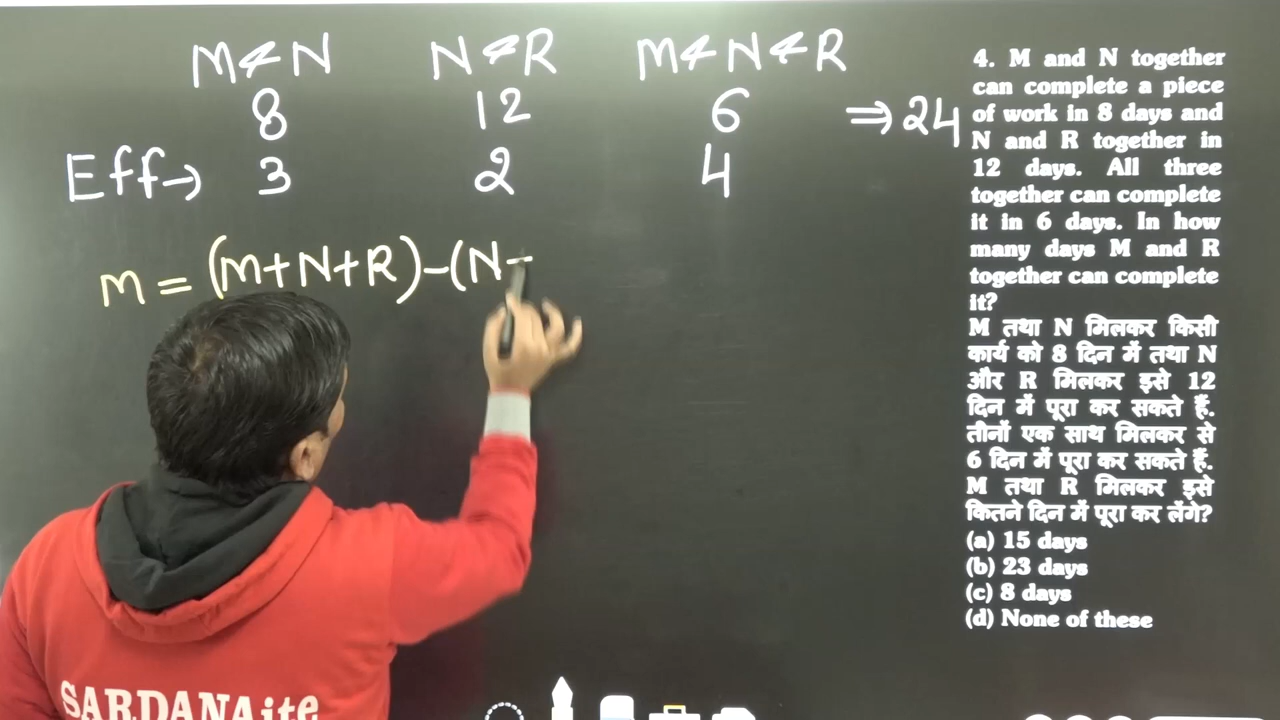 M & N N & R M & N & R
8 12 6 ⇒ 24
Eff→ 3 2 4
M = (M+N+R)-(N-
SARDANAite
4. M and N together
can complete a piece
of work in 8 days and
N and R together in
12 days. All three
together can complete
it in 6 days. In how
many days M and R
together can complete
it?
M तथा N मिलकर किसी
कार्य को 8 दिन में तथा N
और R मिलकर इसे 12
दिन में पूरा कर सकते हैं.
तीनों एक साथ मिलकर से
6 दिन में पूरा कर सकते हैं.
M तथा R मिलकर इसे
कितने दिन में पूरा कर लेंगे?
(a) 15 days
(b) 23 days
(c) 8 days
(d) None of these